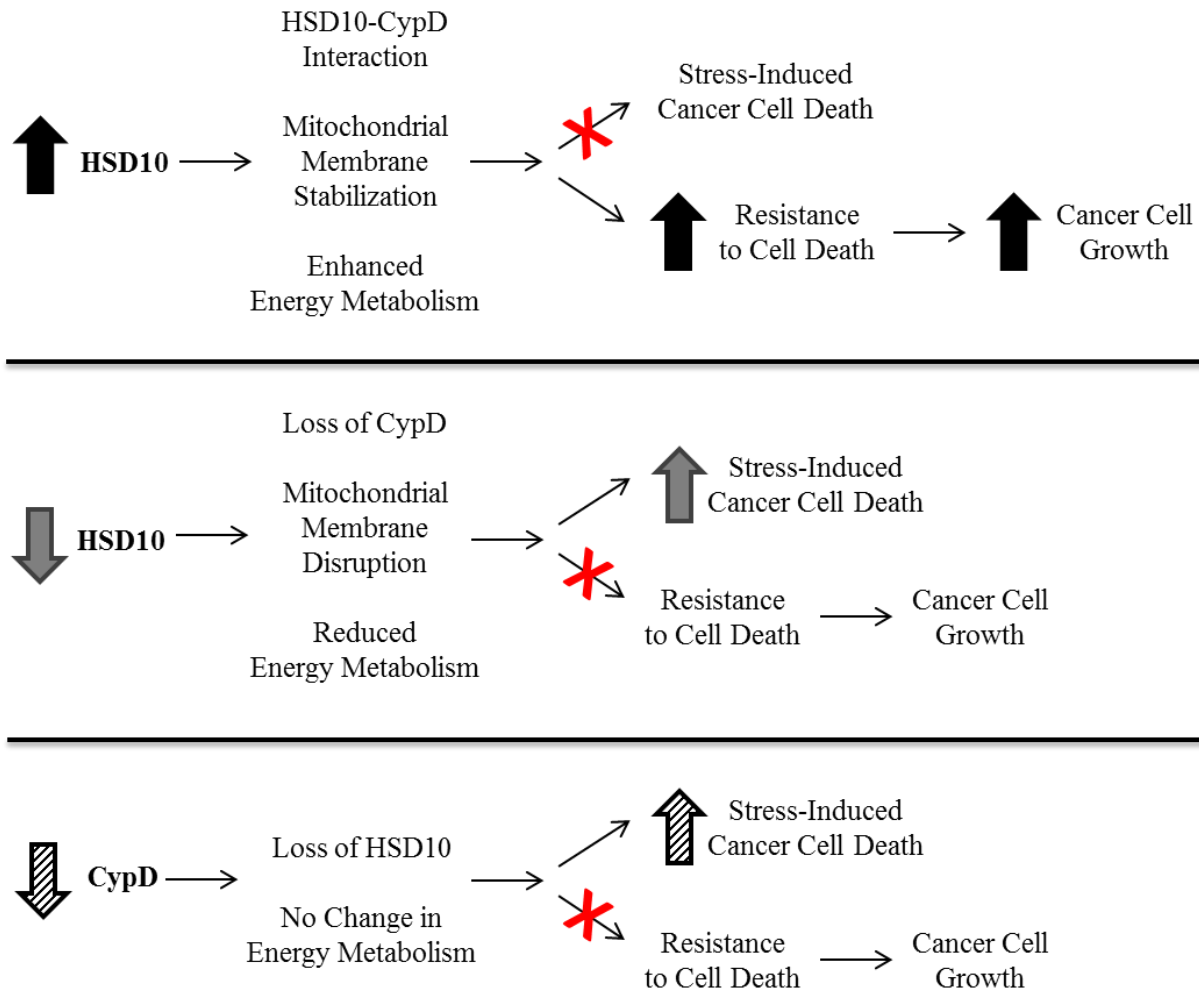 HSD10-CypD
Interaction
Stress-Induced
Cancer Cell Death
HSD10
Mitochondrial
Membrane
Stabilization
Resistance
to Cell Death
Cancer Cell
Growth
Enhanced
Energy Metabolism
Loss of CypD
Stress-Induced
Cancer Cell Death
HSD10
Mitochondrial
Membrane
Disruption
Resistance
to Cell Death
Cancer Cell
Growth
Reduced
Energy Metabolism
Stress-Induced
Cancer Cell Death
CypD
Loss of HSD10
No Change in
Energy Metabolism
Resistance
to Cell Death
Cancer Cell
Growth